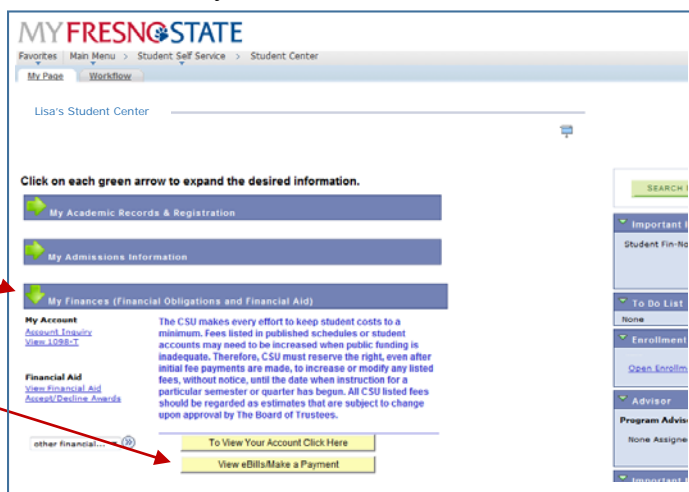 MY FRESNO STATE
Favorites Main Menu > Student Self Service > Student Center
My Page Workflow
Lisa's Student Center
Click on each green arrow to expand the desired information.
My Academic Records & Registration
My Admissions Information
My Finances (Financial Obligations and Financial Aid)
My Account
Account Inquiry
View 1098-T
Financial Aid
View Financial Aid
Accept/Decline Awards
other financial...
The CSU makes every effort to keep student costs to a
minimum. Fees listed in published schedules or student
accounts may need to be increased when public funding is
inadequate. Therefore, CSU must reserve the right, even after
initial fee payments are made, to increase or modify any listed
fees, without notice, until the date when instruction for a
particular semester or quarter has begun. All CSU listed fees
should be regarded as estimates that are subject to change
upon approval by The Board of Trustees.
To View Your Account Click Here
View eBills/Make a Payment
SEARCH
Important
Student Fin-No
To Do List
None
Enrollment
Open Enrollm
Advisor
Program Advis
None Assigne
Important